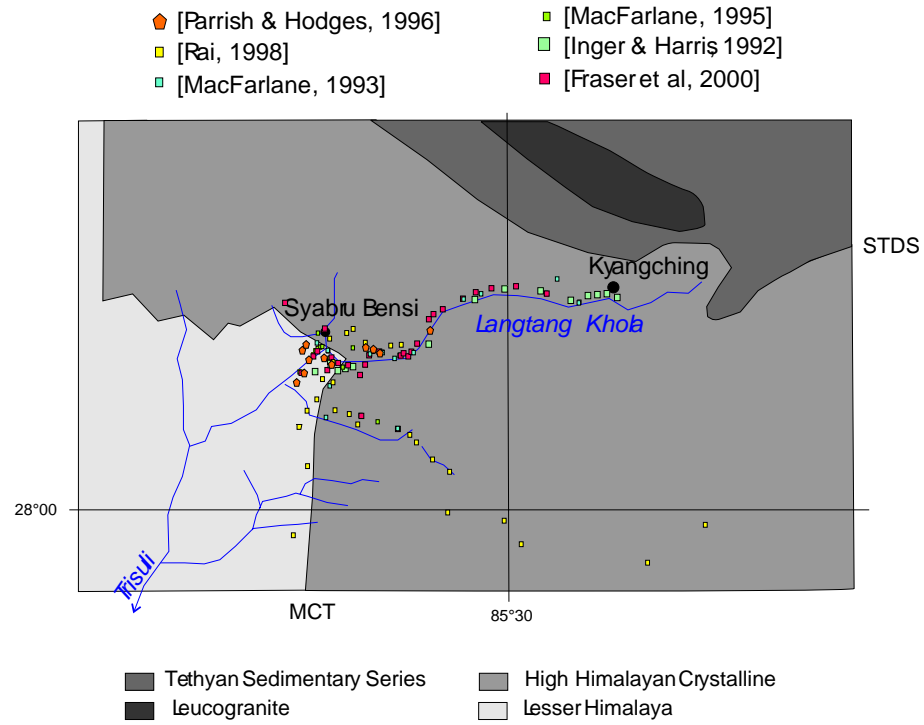 [Parrish & Hodges, 1996]
[Rai, 1998]
[MacFarlane, 1993]
[MacFarlane, 1995]
[Inger & Harris, 1992]
[Fraser et al, 2000]
STDS
Kyangching
Syabru Bensi
Langtang Khola
28°00
Trisuli
MCT
85°30
Tethyan Sedimentary Series
Leucogranite
High Himalayan Crystalline
Lesser Himalaya